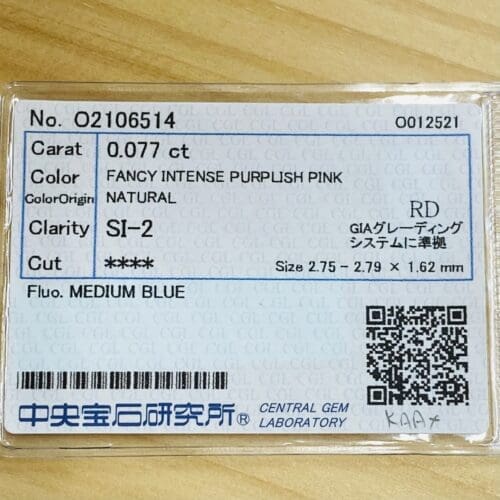 No. O2106514 O012521
Carat 0.077 ct
Color FANCY INTENSE PURPLISH PINK
ColorOrigin NATURAL
Clarity SI-2
RD
GIAグレーディング
システムに準拠
Cut ****
Size 2.75 - 2.79 × 1.62 mm
Fluo. MEDIUM BLUE
中央宝石研究所® CENTRAL GEM
LABORATORY